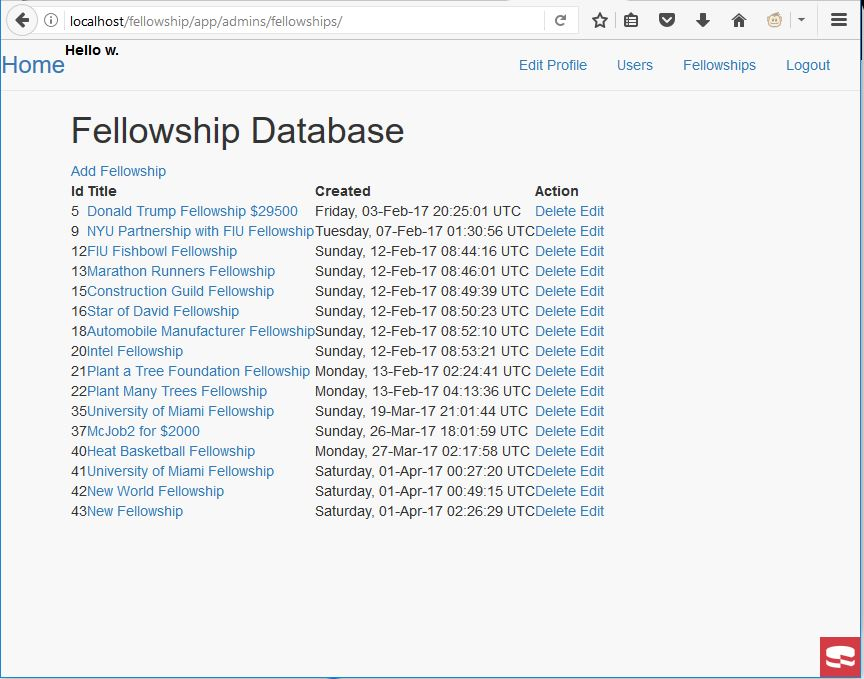 localhost/fellowship/app/admins/fellowships/
Hello w.
Home Edit Profile Users Fellowships Logout
Fellowship Database
Add Fellowship
Id Title Created Action
5 Donald Trump Fellowship $29500 Friday, 03-Feb-17 20:25:01 UTC Delete Edit
9 NYU Partnership with FIU Fellowship Tuesday, 07-Feb-17 01:30:56 UTC Delete Edit
12 FIU Fishbowl Fellowship Sunday, 12-Feb-17 08:44:16 UTC Delete Edit
13 Marathon Runners Fellowship Sunday, 12-Feb-17 08:46:01 UTC Delete Edit
15 Construction Guild Fellowship Sunday, 12-Feb-17 08:49:39 UTC Delete Edit
16 Star of David Fellowship Sunday, 12-Feb-17 08:50:23 UTC Delete Edit
18 Automobile Manufacturer Fellowship Sunday, 12-Feb-17 08:52:10 UTC Delete Edit
20 Intel Fellowship Sunday, 12-Feb-17 08:53:21 UTC Delete Edit
21 Plant a Tree Foundation Fellowship Monday, 13-Feb-17 02:24:41 UTC Delete Edit
22 Plant Many Trees Fellowship Monday, 13-Feb-17 04:13:36 UTC Delete Edit
35 University of Miami Fellowship Sunday, 19-Mar-17 21:01:44 UTC Delete Edit
37 McJob2 for $2000 Sunday, 26-Mar-17 18:01:59 UTC Delete Edit
40 Heat Basketball Fellowship Monday, 27-Mar-17 02:17:58 UTC Delete Edit
41 University of Miami Fellowship Saturday, 01-Apr-17 00:27:20 UTC Delete Edit
42 New World Fellowship Saturday, 01-Apr-17 00:49:15 UTC Delete Edit
43 New Fellowship Saturday, 01-Apr-17 02:26:29 UTC Delete Edit